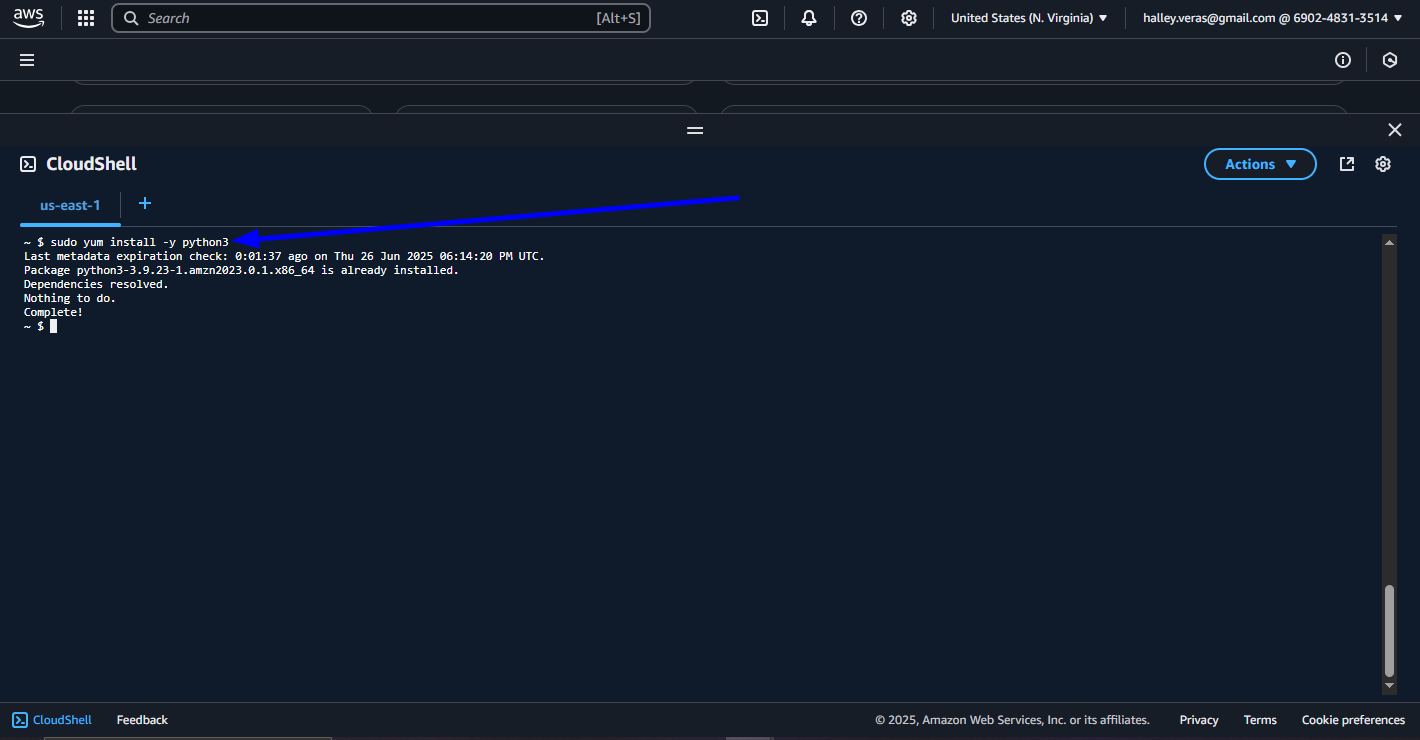 aws
Search
[Alt+S]
United States (N. Virginia)
halley.veras@gmail.com @ 6902-4831-3514
CloudShell
Actions
us-east-1
+
~ $ sudo yum install -y python3
Last metadata expiration check: 0:01:37 ago on Thu 26 Jun 2025 06:14:20 PM UTC.
Package python3-3.9.23-1.amzn2023.0.1.x86_64 is already installed.
Dependencies resolved.
Nothing to do.
Complete!
~ $
CloudShell
Feedback
© 2025, Amazon Web Services, Inc. or its affiliates.
Privacy
Terms
Cookie preferences